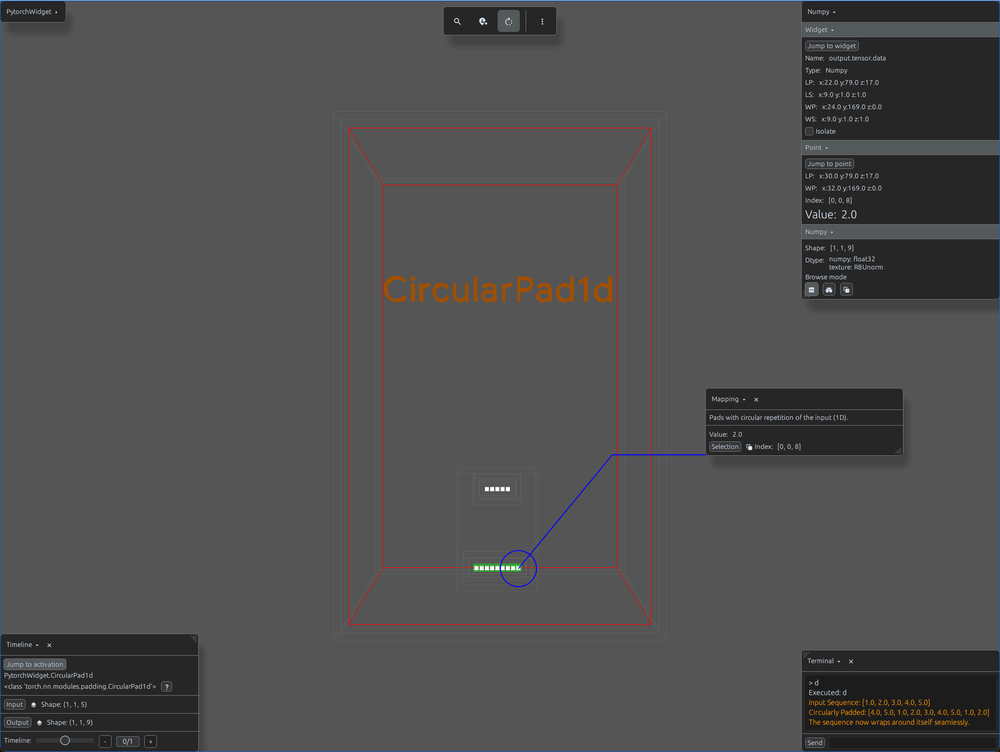 PytorchWidget
Numpy
Widget
Jump to widget
Name: output.tensor.data
Type: Numpy
LP: x:22.0 y:79.0 z:17.0
LS: x:9.0 y:1.0 z:1.0
WP: x:24.0 y:169.0 z:0.0
WS: x:9.0 y:1.0 z:1.0
Isolate
Point
Jump to point
LP: x:30.0 y:79.0 z:17.0
WP: x:32.0 y:169.0 z:0.0
Index: [0, 0, 8]
Value: 2.0
Numpy
Shape: [1, 1, 9]
Dtype: numpy: float32
texture: R8Unorm
Browse mode
CircularPad1d
Mapping
Pads with circular repetition of the input (1D).
Value: 2.0
Selection Index: [0, 0, 8]
Timeline
Jump to activation
PytorchWidget.CircularPad1d
<class 'torch.nn.modules.padding.CircularPad1d'> ?
Input Shape: (1, 1, 5)
Output Shape: (1, 1, 9)
Timeline: - 0/1 +
Terminal
> d
Executed: d
Input Sequence: [1.0, 2.0, 3.0, 4.0, 5.0]
Circularly Padded: [4.0, 5.0, 1.0, 2.0, 3.0, 4.0, 5.0, 1.0, 2.0]
The sequence now wraps around itself seamlessly.
Send